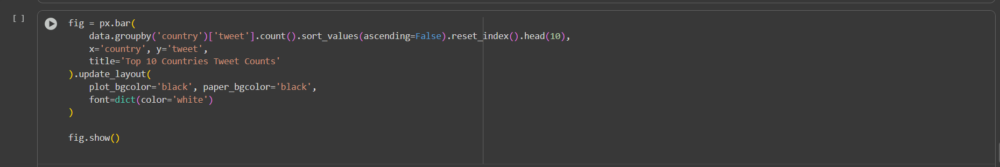 [ ]
fig = px.bar(
    data.groupby('country')['tweet'].count().sort_values(ascending=False).reset_index().head(10),
    x='country', y='tweet',
    title='Top 10 Countries Tweet Counts'
).update_layout(
    plot_bgcolor='black', paper_bgcolor='black',
    font=dict(color='white')
)

fig.show()